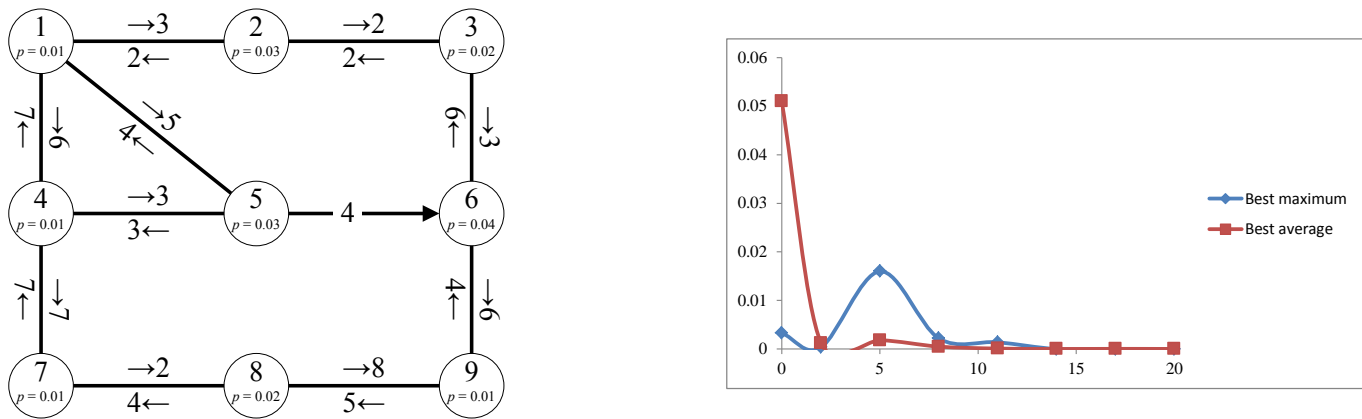 1 →3 2 →2 3
p = 0.01 2← p = 0.03 2← p = 0.02
→6 7← →5 4← →3 6←
4 →3 5 4 6
p = 0.01 3← p = 0.03 p = 0.04
→7 7← →6 4←
7 →2 8 →8 9
p = 0.01 4← p = 0.02 5← p = 0.01
0.06
0.05
0.04
0.03
0.02
0.01
0
0 5 10 15 20
Best maximum
Best average